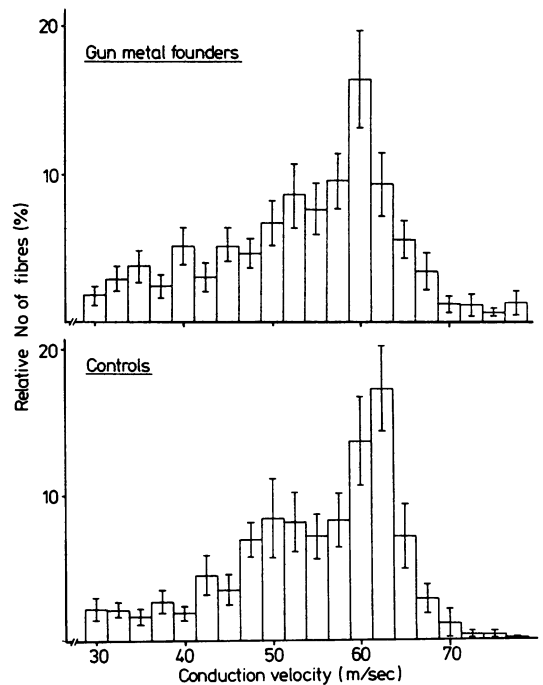 20
Gun metal founders
10
Relative No of fibres (%)
20
Controls
10
30 40 50 60 70
Conduction velocity (m/sec)